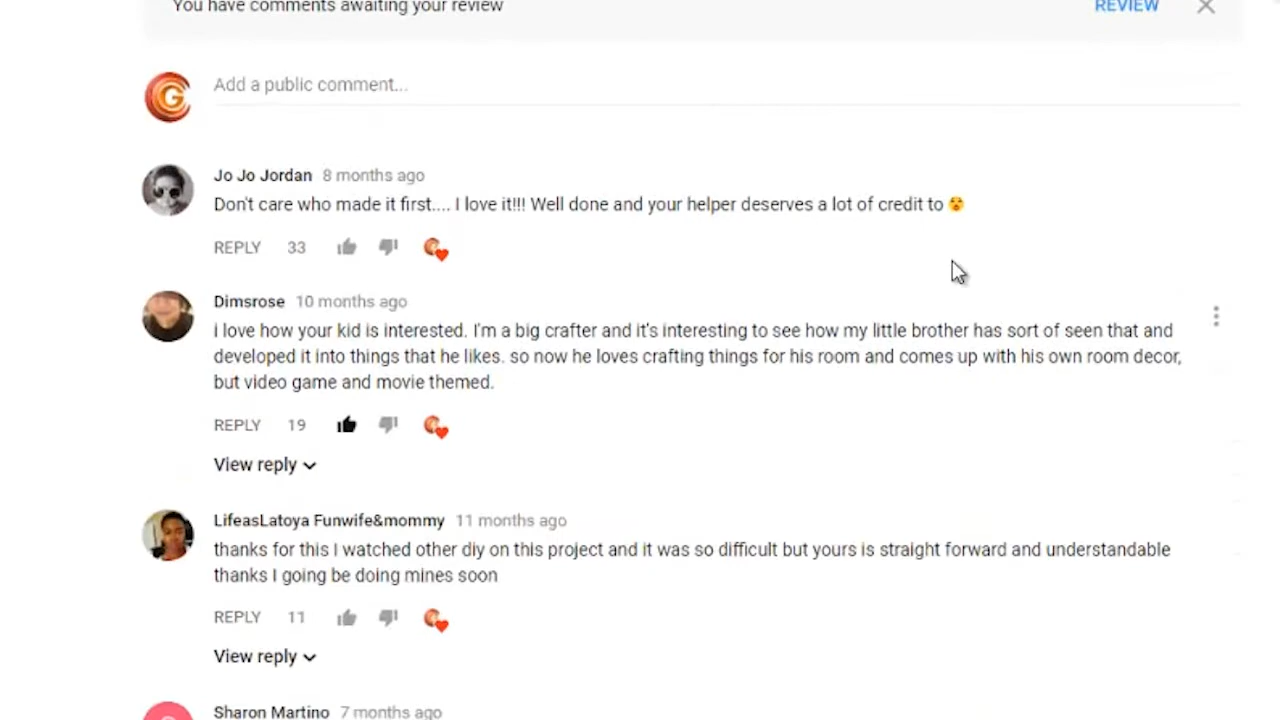 You have comments awaiting your review
REVIEW
Add a public comment...
Jo Jo Jordan 8 months ago
Don't care who made it first.... I love it!!! Well done and your helper deserves a lot of credit to 😵
REPLY 33
Dimsrose 10 months ago
i love how your kid is interested. I'm a big crafter and it's interesting to see how my little brother has sort of seen that and
developed it into things that he likes. so now he loves crafting things for his room and comes up with his own room decor,
but video game and movie themed.
REPLY 19
View reply
LifeasLatoya Funwife&mommy 11 months ago
thanks for this I watched other diy on this project and it was so difficult but yours is straight forward and understandable
thanks I going be doing mines soon
REPLY 11
View reply
Sharon Martino 7 months ago